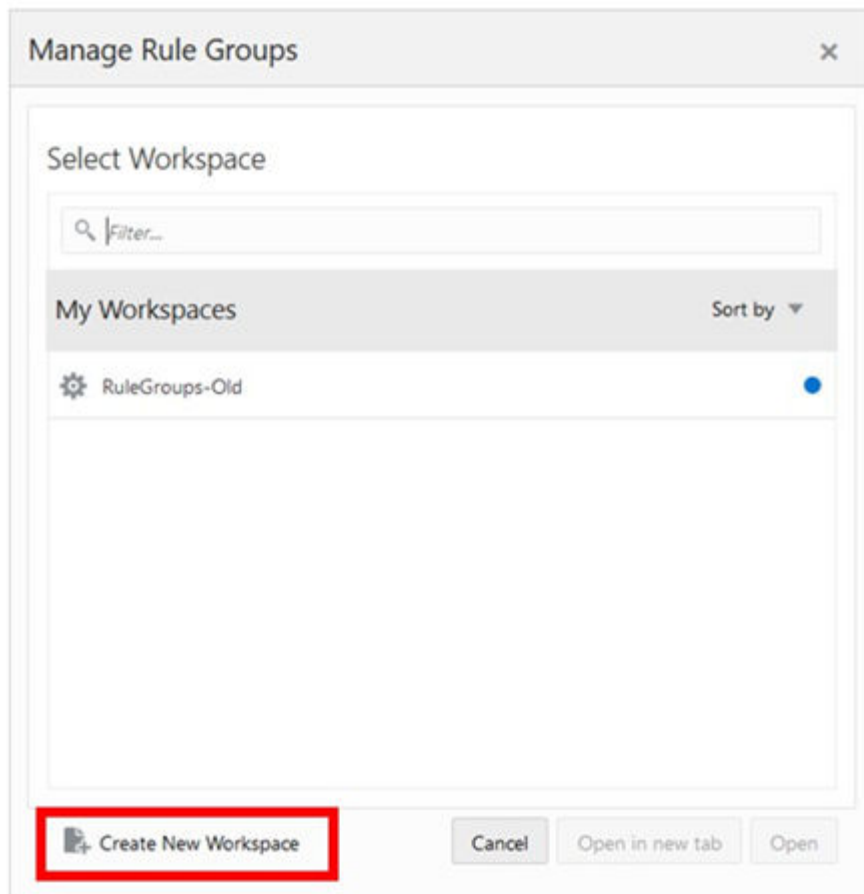 Manage Rule Groups
Select Workspace
Filter...
My Workspaces Sort by
RuleGroups-Old
Create New Workspace Cancel Open in new tab Open